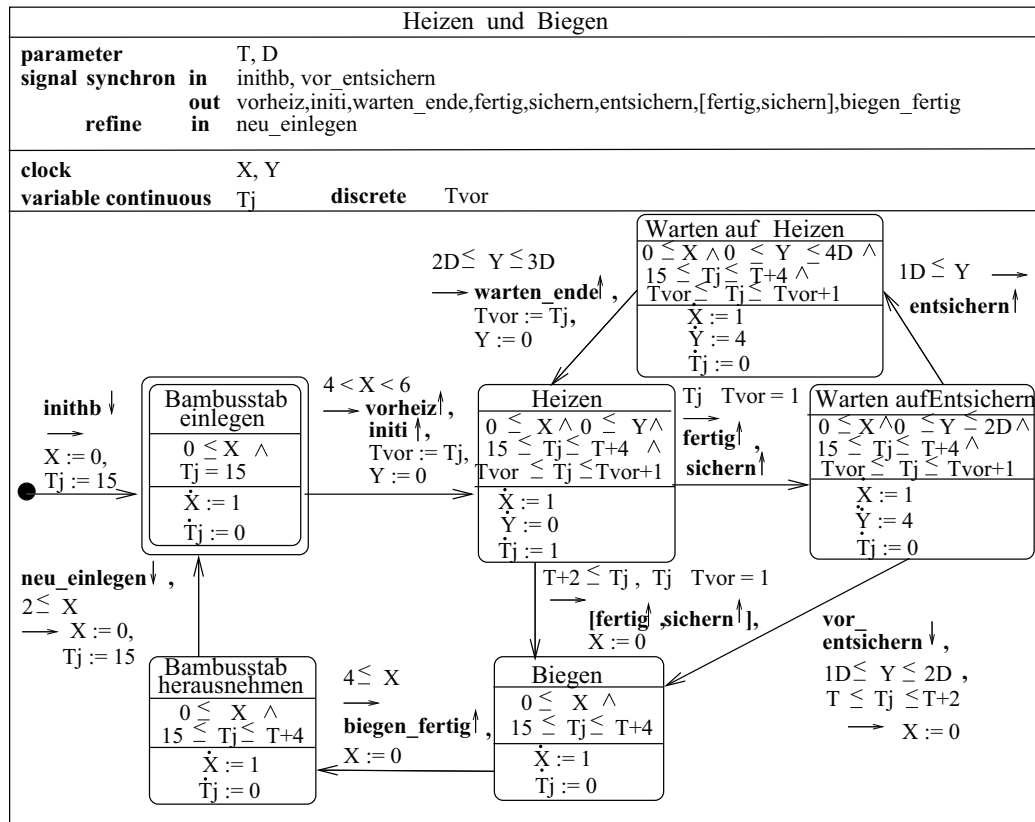 Heizen und Biegen
parameter T, D
signal synchron in inithb, vor_entsichern
out vorheiz,initi,warten_ende,fertig,sichern,entsichern,[fertig,sichern],biegen_fertig
refine in neu_einlegen
clock X, Y
variable continuous Tj discrete Tvor
Warten auf Heizen
0 ≤ X ∧ 0 ≤ Y ≤ 4D ∧
15 ≤ Tj ≤ T+4 ∧
Tvor ≤ Tj ≤ Tvor+1
Ẋ := 1
Ẏ := 4
Ṫj := 0
2D ≤ Y ≤ 3D
→ warten_ende↑,
Tvor := Tj,
Y := 0
1D ≤ Y →
entsichern↑
inithb ↓
→
X := 0,
Tj := 15
Bambusstab
einlegen
0 ≤ X ∧
Tj = 15
Ẋ := 1
Ṫj := 0
4 < X < 6
→ vorheiz↑,
initi ↑,
Tvor := Tj,
Y := 0
Heizen
0 ≤ X ∧ 0 ≤ Y ∧
15 ≤ Tj ≤ T+4 ∧
Tvor ≤ Tj ≤ Tvor+1
Ẋ := 1
Ẏ := 0
Ṫj := 1
Tj Tvor = 1
→
fertig↑,
sichern↑
Warten auf Entsichern
0 ≤ X ∧ 0 ≤ Y ≤ 2D ∧
15 ≤ Tj ≤ T+4 ∧
Tvor ≤ Tj ≤ Tvor+1
Ẋ := 1
Ẏ := 4
Ṫj := 0
neu_einlegen↓,
2 ≤ X
→ X := 0,
Tj := 15
T+2 ≤ Tj , Tj Tvor = 1
→
[fertig↑,sichern↑],
X := 0
vor_
entsichern ↓,
1D ≤ Y ≤ 2D ,
T ≤ Tj ≤ T+2
→ X := 0
Bambusstab
herausnehmen
0 ≤ X ∧
15 ≤ Tj ≤ T+4
Ẋ := 1
Ṫj := 0
4 ≤ X
→
biegen_fertig↑,
X := 0
Biegen
0 ≤ X ∧
15 ≤ Tj ≤ T+4
Ẋ := 1
Ṫj := 0